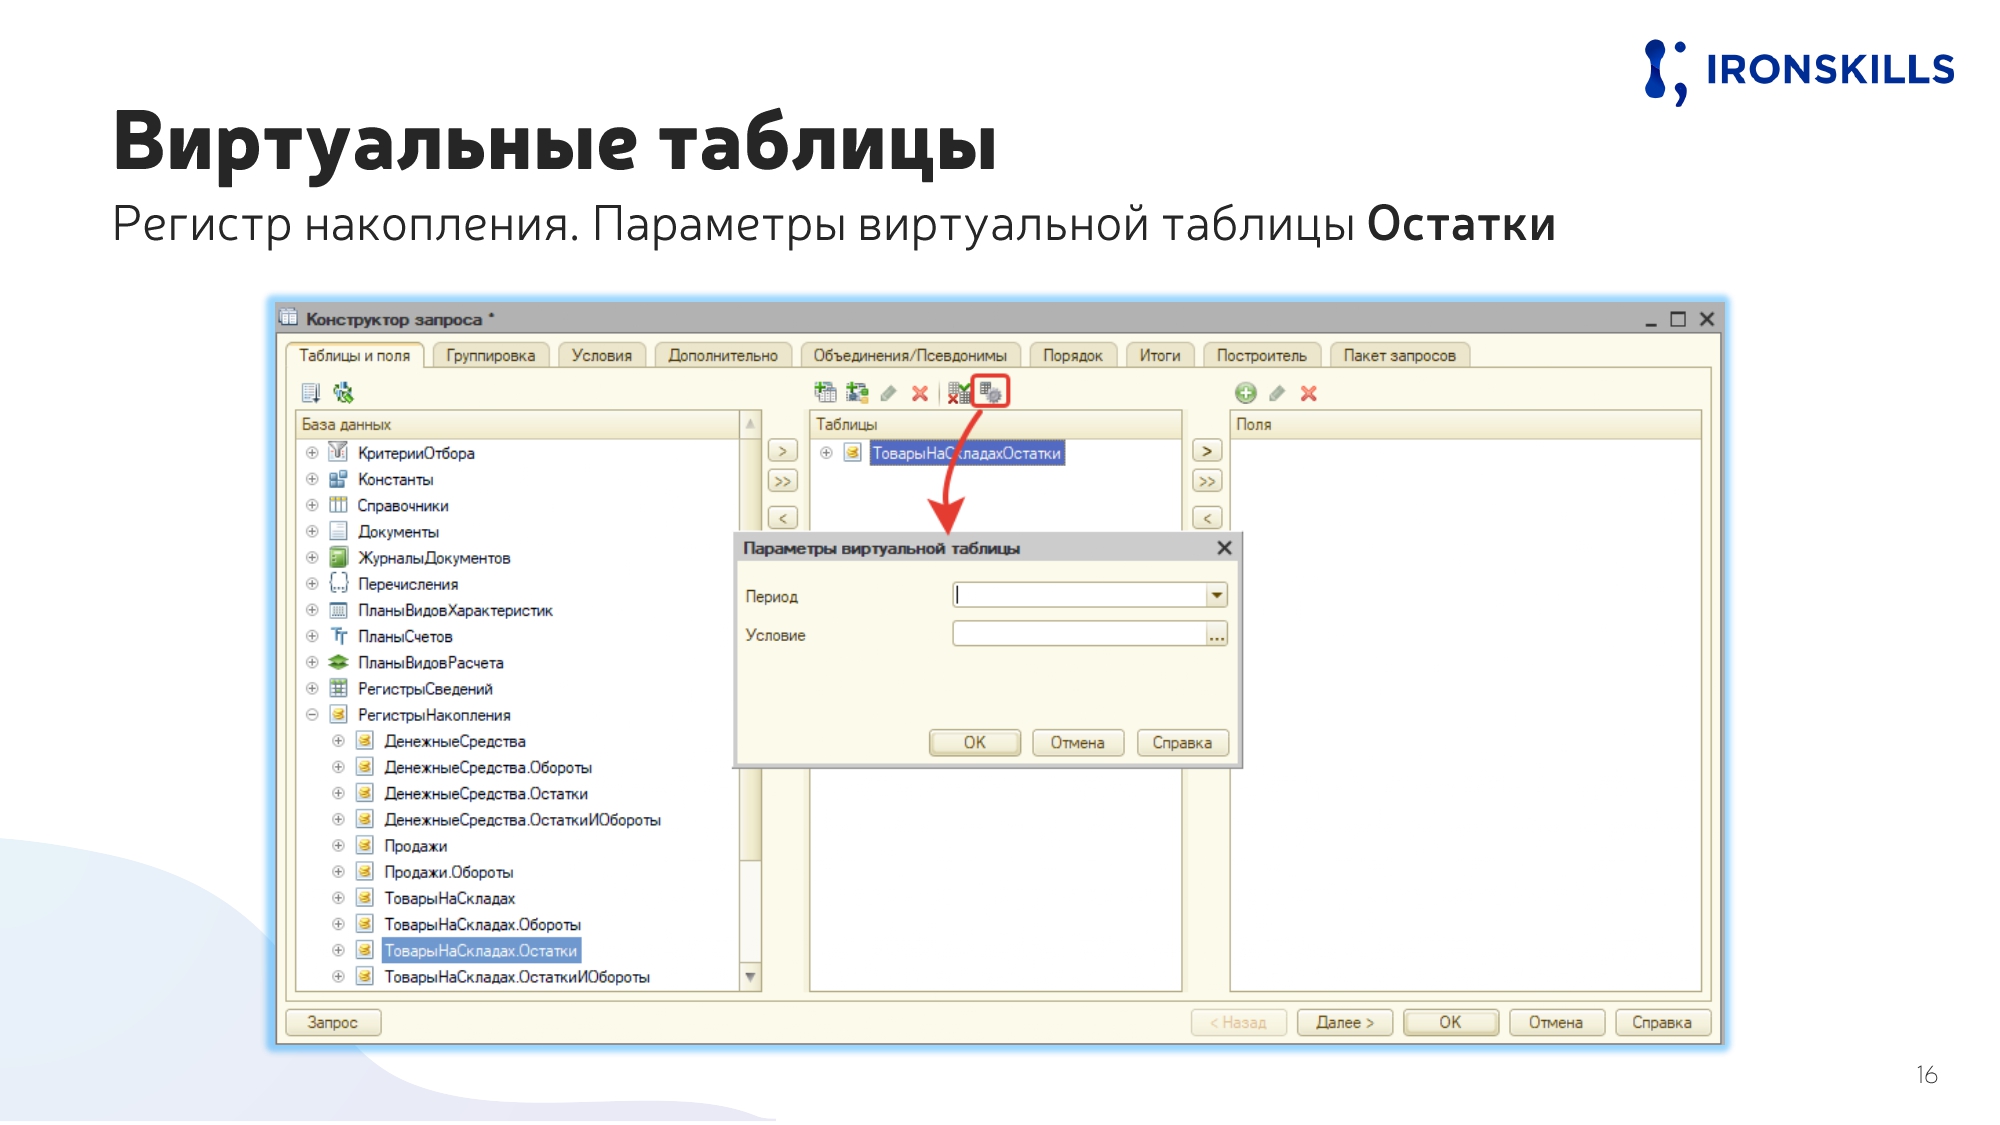 IRONSKILLS
Виртуальные таблицы
Регистр накопления. Параметры виртуальной таблицы Остатки
Конструктор запроса *
Таблицы и поля
Группировка
Условия
Дополнительно
Объединения/Псевдонимы
Порядок
Итоги
Построитель
Пакет запросов
База данных
КритерииОтбора
Константы
Справочники
Документы
ЖурналыДокументов
Перечисления
ПланыВидовХарактеристик
ПланыСчетов
ПланыВидовРасчета
РегистрыСведений
РегистрыНакопления
ДенежныеСредства
ДенежныеСредства.Обороты
ДенежныеСредства.Остатки
ДенежныеСредства.ОстаткиИОбороты
Продажи
Продажи.Обороты
ТоварыНаСкладах
ТоварыНаСкладах.Обороты
ТоварыНаСкладах.Остатки
ТоварыНаСкладах.ОстаткиИОбороты
>
>>
<
Таблицы
ТоварыНаСкладахОстатки
>
>>
<
Поля
Параметры виртуальной таблицы
Период
Условие
...
ОК
Отмена
Справка
Запрос
< Назад
Далее >
ОК
Отмена
Справка
16